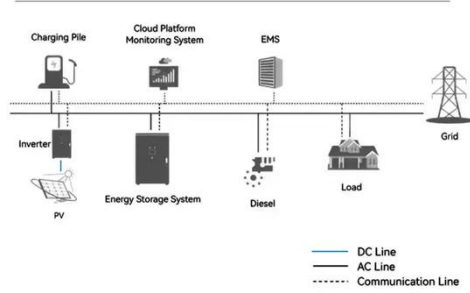 Charging Pile
Cloud Platform
Monitoring System
EMS
Grid
Inverter
PV
Energy Storage System
Diesel
Load
DC Line
AC Line
Communication Line